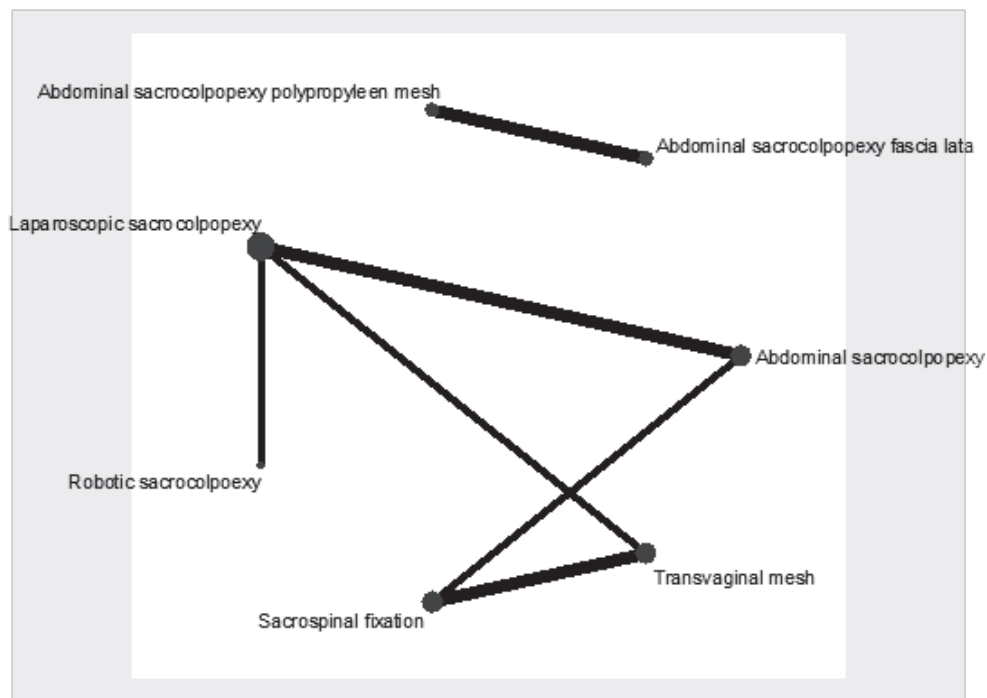 Abdominal sacrocolpopexy polypropyleen mesh
Abdominal sacrocolpopexy fascia lata
Laparoscopic sacrocolpopexy
Abdominal sacrocolpopexy
Robotic sacrocolpoexy
Transvaginal mesh
Sacrospinal fixation